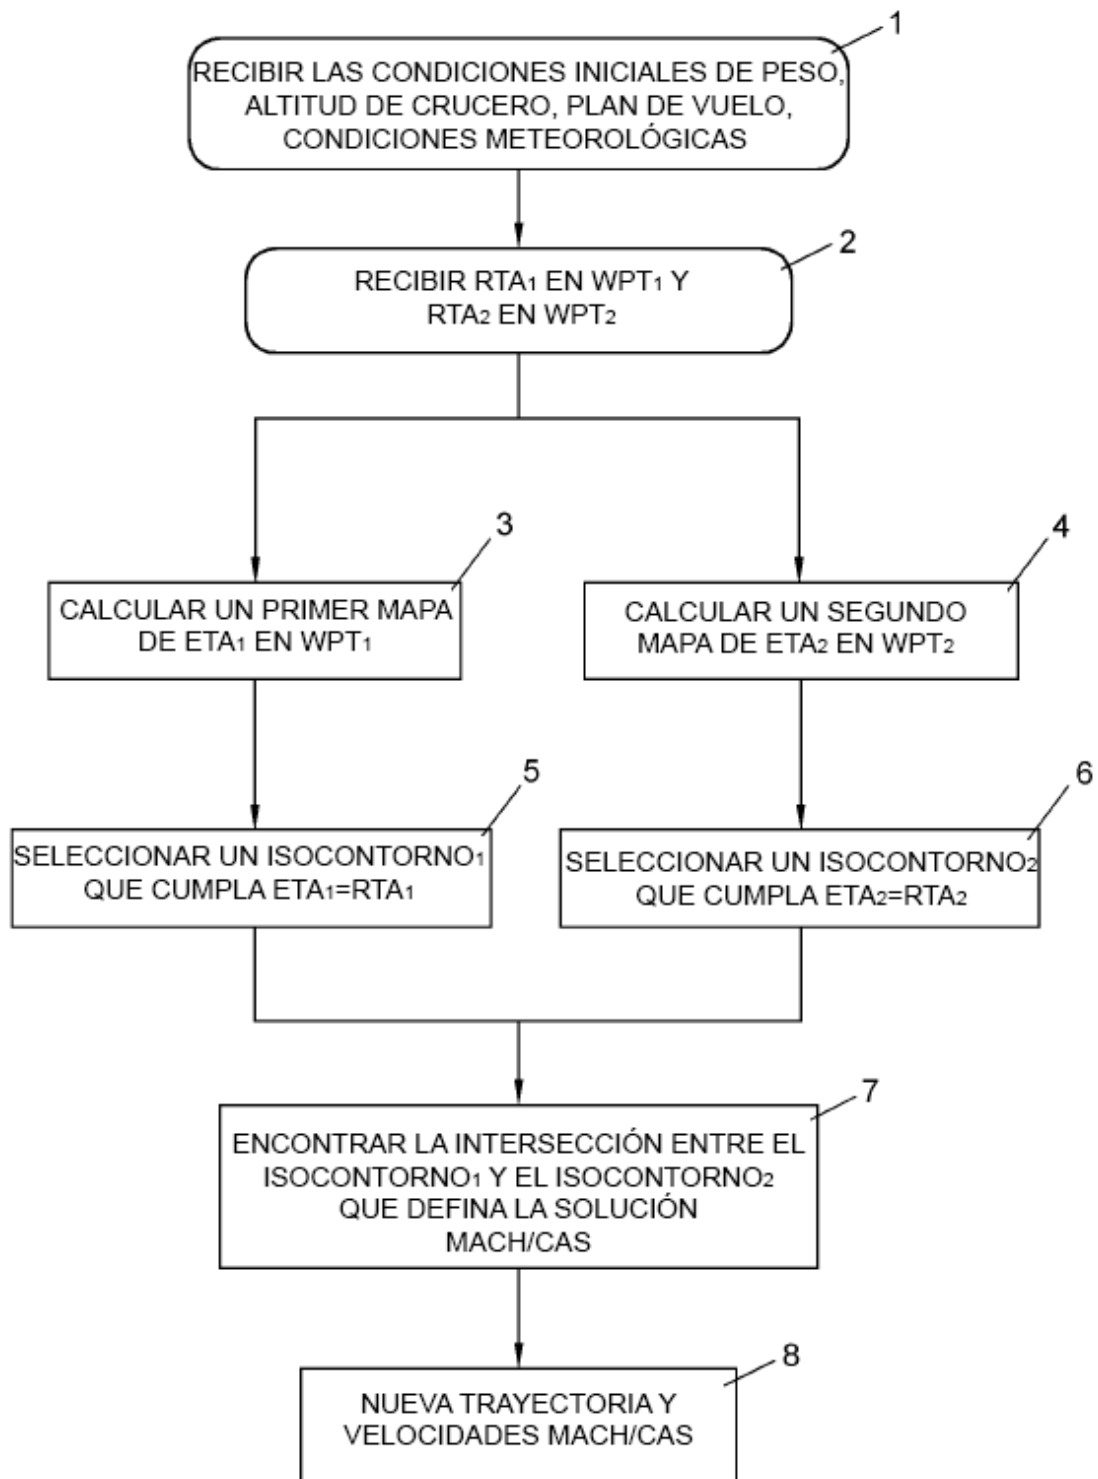 1
RECIBIR LAS CONDICIONES INICIALES DE PESO,
ALTITUD DE CRUCERO, PLAN DE VUELO,
CONDICIONES METEOROLÓGICAS
2
RECIBIR RTA₁ EN WPT₁ Y
RTA₂ EN WPT₂
3
CALCULAR UN PRIMER MAPA
DE ETA₁ EN WPT₁
4
CALCULAR UN SEGUNDO
MAPA DE ETA₂ EN WPT₂
5
SELECCIONAR UN ISOCONTORNO₁
QUE CUMPLA ETA₁=RTA₁
6
SELECCIONAR UN ISOCONTORNO₂
QUE CUMPLA ETA₂=RTA₂
7
ENCONTRAR LA INTERSECCIÓN ENTRE EL
ISOCONTORNO₁ Y EL ISOCONTORNO₂
QUE DEFINA LA SOLUCIÓN
MACH/CAS
8
NUEVA TRAYECTORIA Y
VELOCIDADES MACH/CAS